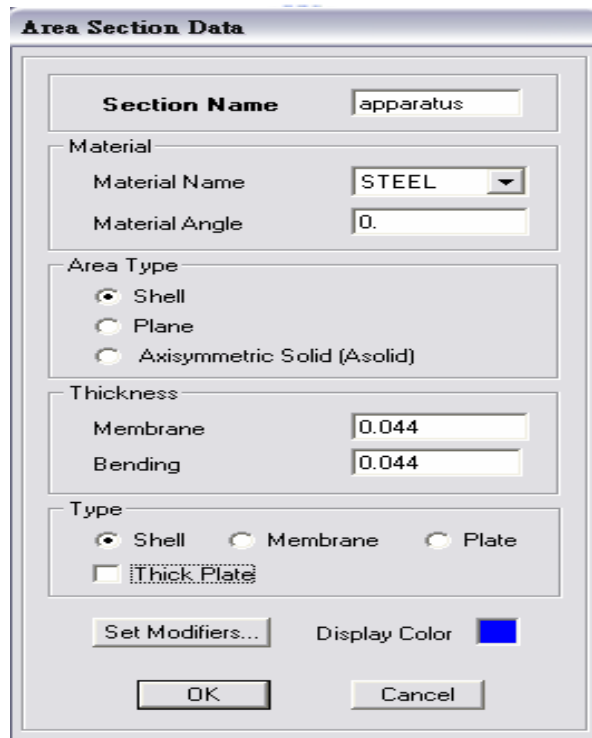 Area Section Data
Section Name apparatus
Material
Material Name STEEL
Material Angle 0.
Area Type
Shell
Plane
Axisymmetric Solid (Asolid)
Thickness
Membrane 0.044
Bending 0.044
Type
Shell Membrane Plate
Thick Plate
Set Modifiers... Display Color
OK Cancel